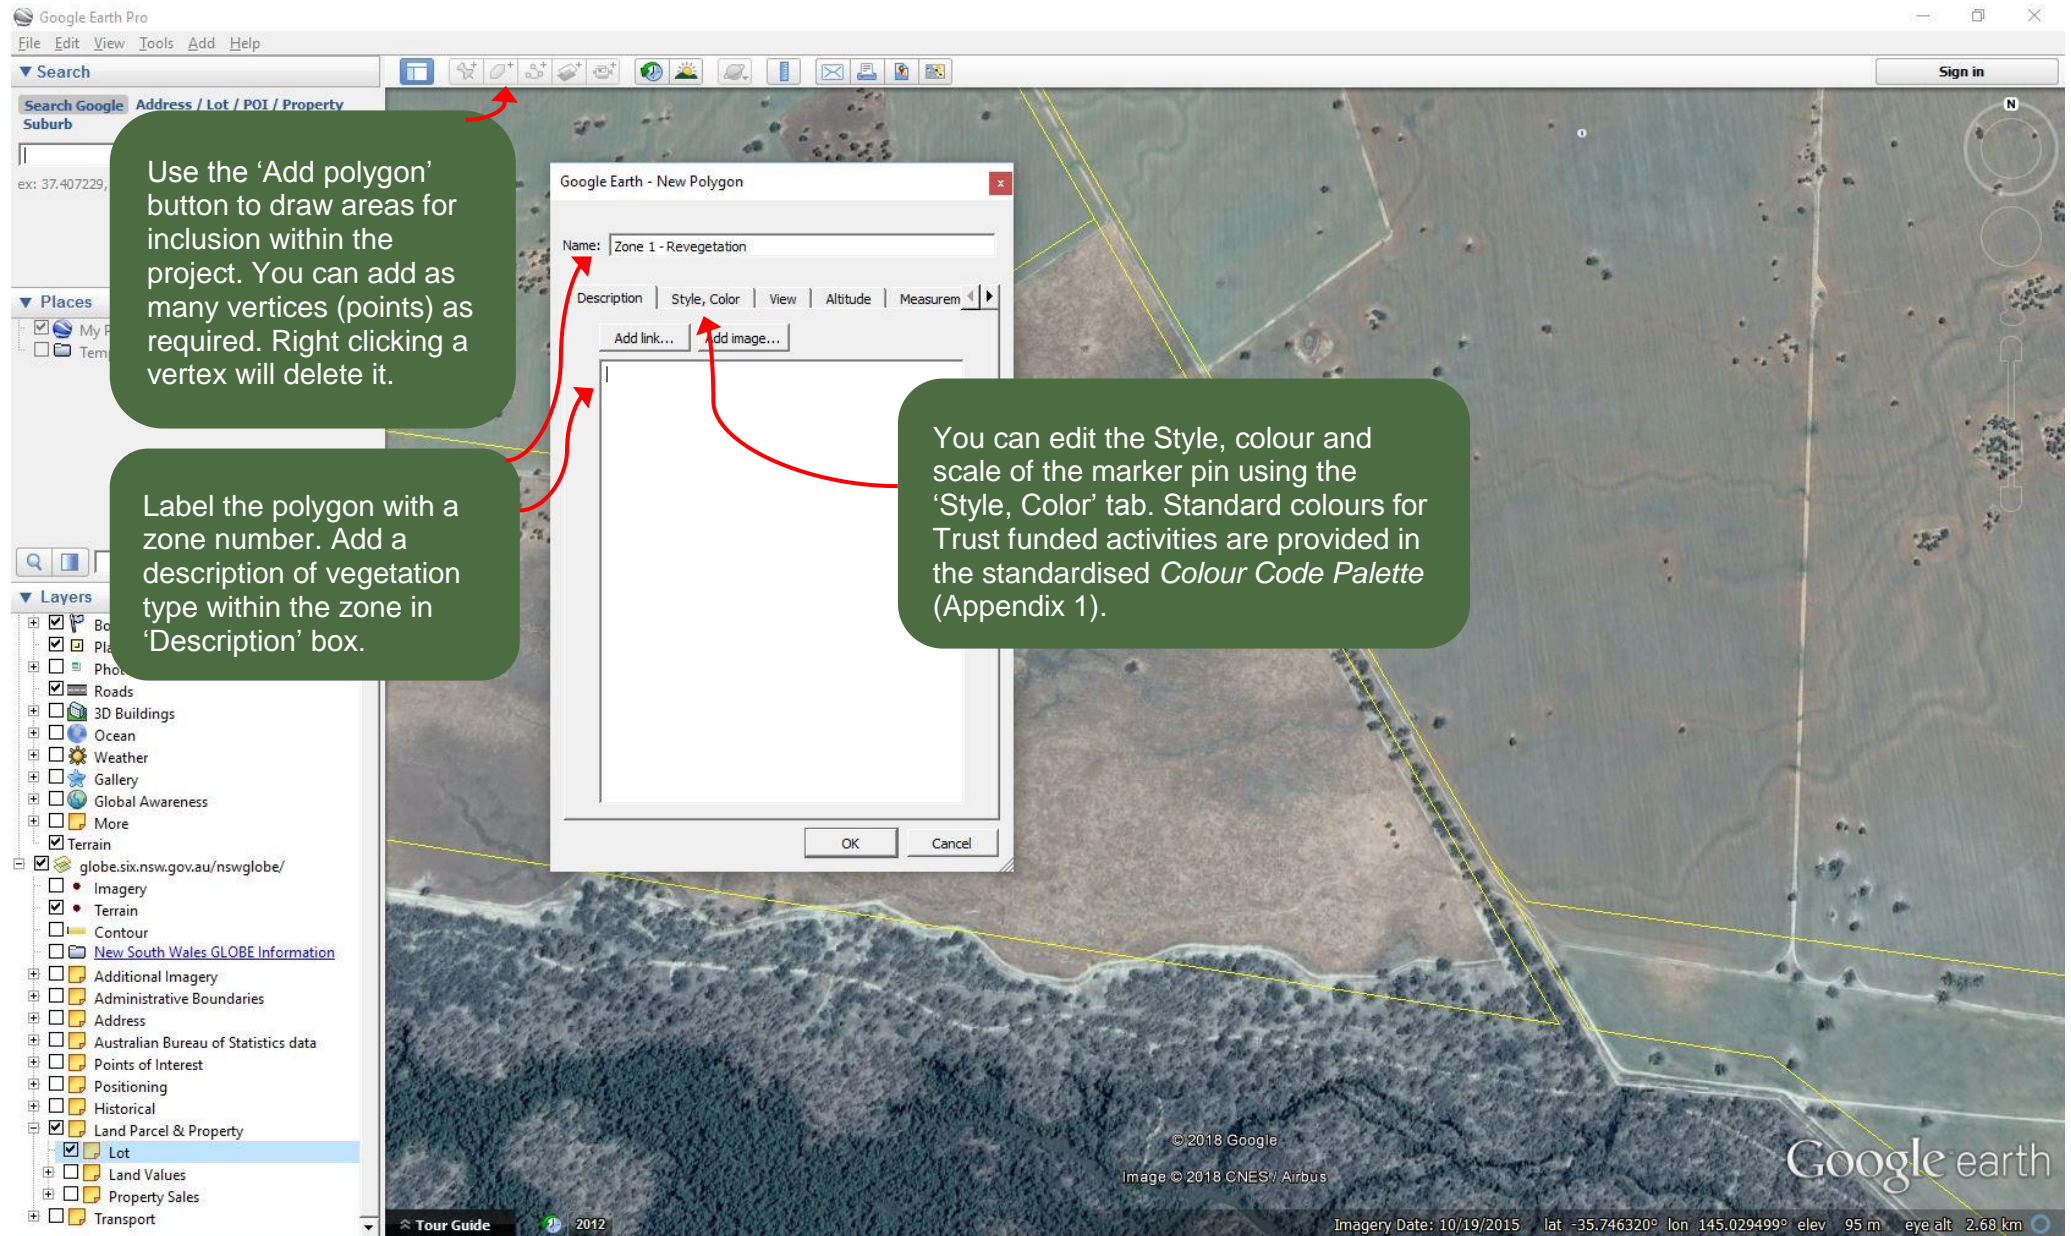 Google Earth Pro
File Edit View Tools Add Help
Search
Sign in
Search Google Address / Lot / POI / Property
Suburb
ex: 37.407229,
Use the ‘Add polygon’
button to draw areas for
inclusion within the
project. You can add as
many vertices (points) as
required. Right clicking a
vertex will delete it.
Places
Label the polygon with a
zone number. Add a
description of vegetation
type within the zone in
‘Description’ box.
Google Earth - New Polygon
x
Name: Zone 1 - Revegetation
Description Style, Color View Altitude Measurem
Add link... Add image...
OK Cancel
You can edit the Style, colour and
scale of the marker pin using the
‘Style, Color’ tab. Standard colours for
Trust funded activities are provided in
the standardised Colour Code Palette
(Appendix 1).
N
Layers
Roads
3D Buildings
Ocean
Weather
Gallery
Global Awareness
More
Terrain
globe.six.nsw.gov.au/nswglobe/
Imagery
Terrain
Contour
New South Wales GLOBE Information
Additional Imagery
Administrative Boundaries
Address
Australian Bureau of Statistics data
Points of Interest
Positioning
Historical
Land Parcel & Property
Lot
Land Values
Property Sales
Transport
© 2018 Google
Image © 2018 CNES / Airbus
Google earth
Tour Guide 2012
Imagery Date: 10/19/2015 lat -35.746320° lon 145.029499° elev 95 m eye alt 2.68 km